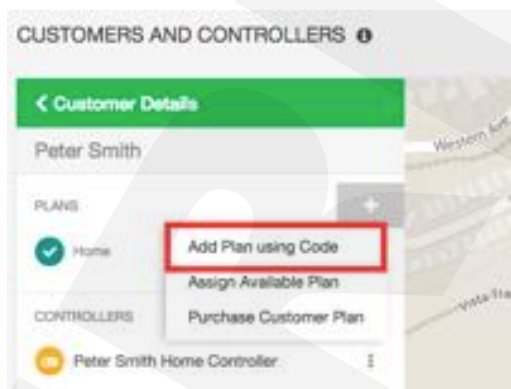 CUSTOMERS AND CONTROLLERS
Customer Details
Peter Smith
PLANS
Home
Add Plan using Code
Assign Available Plan
Purchase Customer Plan
CONTROLLERS
Peter Smith Home Controller
Western